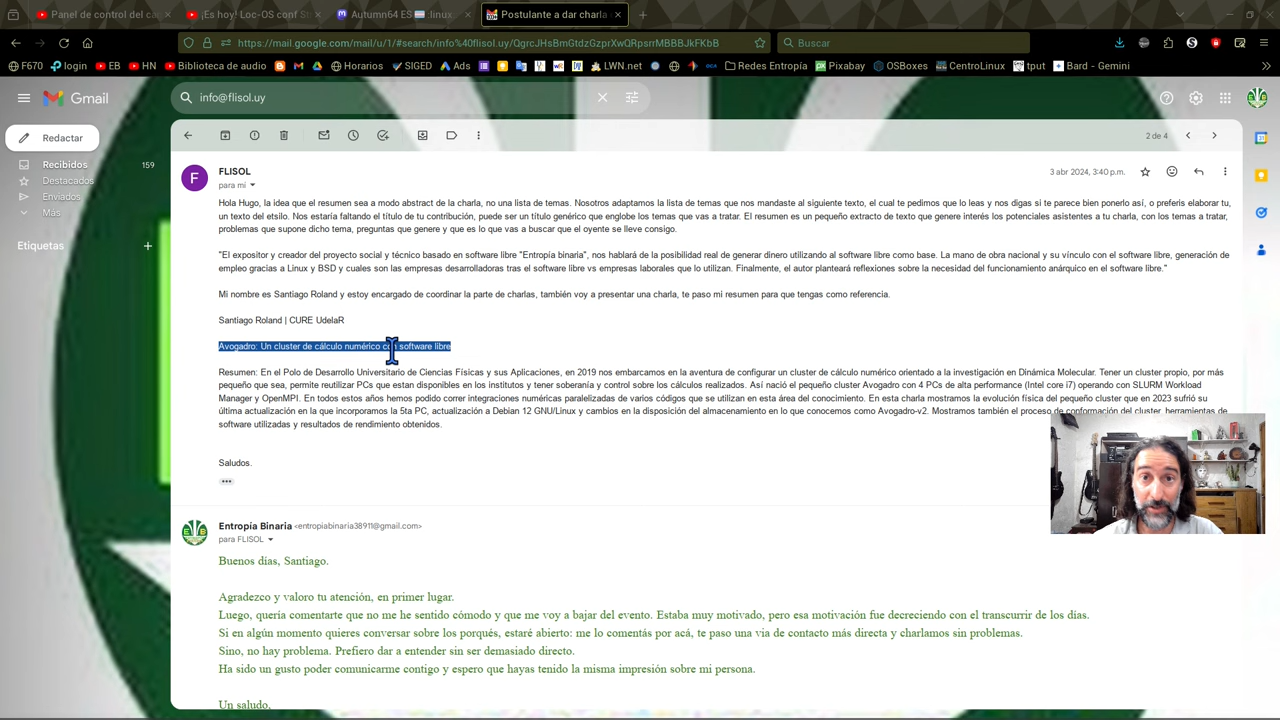 Panel de control del ca
¡Es hoy! Loc-OS conf S
Autumn64 ES :linux:
Postulante a dar charla
https://mail.google.com/mail/u/1/#search/info%40flisol.uy/QgrcJHsBmGtdzGzprXwQRpsrrMBBBJkFKbB
Buscar
F670 login EB HN Biblioteca de audio Horarios SIGED Ads LWN.net Redes Entropía Pixabay OSBoxes CentroLinux tput Bard - Gemini
Gmail
info@flisol.uy
Redactar
2 de 4
Recibidos 159
Destacados
Enviados
Más
Etiquetas
FLISOL
3 abr 2024, 3:40 p.m.
para mí
Hola Hugo, la idea que el resumen sea a modo abstract de la charla, no una lista de temas. Nosotros adaptamos la lista de temas que nos mandaste al siguiente texto, el cual te pedimos que lo leas y nos digas si te parece bien ponerlo así, o preferis elaborar tu,
un texto del etsilo. Nos estaría faltando el título de tu contribución, puede ser un título genérico que englobe los temas que vas a tratar. El resumen es un pequeño extracto de texto que genere interés los potenciales asistentes a tu charla, con los temas a tratar,
problemas que supone dicho tema, preguntas que genere y que es lo que vas a buscar que el oyente se lleve consigo.
"El expositor y creador del proyecto social y técnico basado en software libre "Entropía binaria", nos hablará de la posibilidad real de generar dinero utilizando al software libre como base. La mano de obra nacional y su vínculo con el software libre, generación de
empleo gracias a Linux y BSD y cuales son las empresas desarrolladoras tras el software libre vs empresas laborales que lo utilizan. Finalmente, el autor planteará reflexiones sobre la necesidad del funcionamiento anárquico en el software libre."
Mi nombre es Santiago Roland y estoy encargado de coordinar la parte de charlas, también voy a presentar una charla, te paso mi resumen para que tengas como referencia.
Santiago Roland | CURE UdelaR
Avogadro: Un cluster de cálculo numérico con software libre
Resumen: En el Polo de Desarrollo Universitario de Ciencias Físicas y sus Aplicaciones, en 2019 nos embarcamos en la aventura de configurar un cluster de cálculo numérico orientado a la investigación en Dinámica Molecular. Tener un cluster propio, por más
pequeño que sea, permite reutilizar PCs que estan disponibles en los institutos y tener soberanía y control sobre los cálculos realizados. Así nació el pequeño cluster Avogadro con 4 PCs de alta performance (Intel core i7) operando con SLURM Workload
Manager y OpenMPI. En todos estos años hemos podido correr integraciones numéricas paralelizadas de varios códigos que se utilizan en esta área del conocimiento. En esta charla mostramos la evolución física del pequeño cluster que en 2023 sufrió su
última actualización en la que incorporamos la 5ta PC, actualización a Debian 12 GNU/Linux y cambios en la disposición del almacenamiento en lo que conocemos como Avogadro-v2. Mostramos también el proceso de conformación del cluster, herramientas de
software utilizadas y resultados de rendimiento obtenidos.
Saludos.
Entropía Binaria <entropiabinaria38911@gmail.com>
para FLISOL
Buenos días, Santiago.
Agradezco y valoro tu atención, en primer lugar.
Luego, quería comentarte que no me he sentido cómodo y que me voy a bajar del evento. Estaba muy motivado, pero esa motivación fue decreciendo con el transcurrir de los días.
Si en algún momento quieres conversar sobre los porqués, estaré abierto: me lo comentás por acá, te paso una via de contacto más directa y charlamos sin problemas.
Sino, no hay problema. Prefiero dar a entender sin ser demasiado directo.
Ha sido un gusto poder comunicarme contigo y espero que hayas tenido la misma impresión sobre mi persona.
Un saludo,